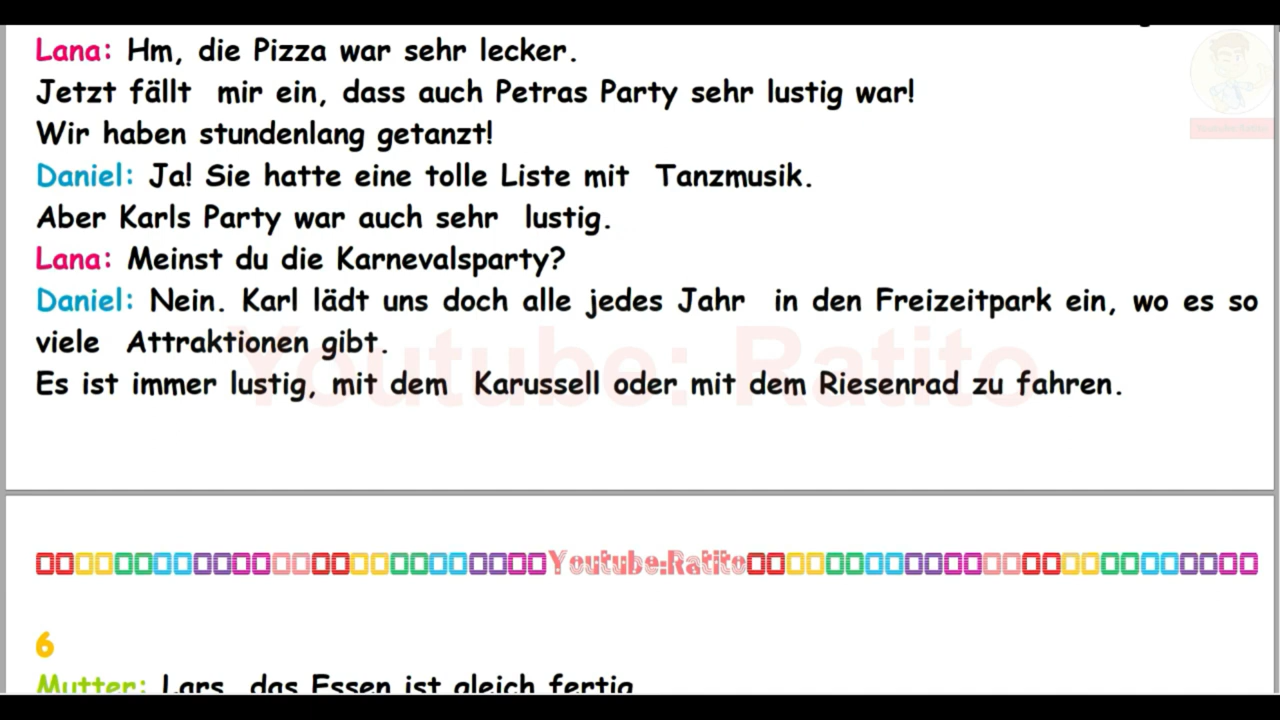 Lana: Hm, die Pizza war sehr lecker.
Jetzt fällt mir ein, dass auch Petras Party sehr lustig war!
Wir haben stundenlang getanzt!
Daniel: Ja! Sie hatte eine tolle Liste mit Tanzmusik.
Aber Karls Party war auch sehr lustig.
Lana: Meinst du die Karnevalsparty?
Daniel: Nein. Karl lädt uns doch alle jedes Jahr in den Freizeitpark ein, wo es so
viele Attraktionen gibt.
Youtube: Ratito
Es ist immer lustig, mit dem Karussell oder mit dem Riesenrad zu fahren.
Youtube:Ratito
6
Mutter: Lars das Essen ist gleich fertig